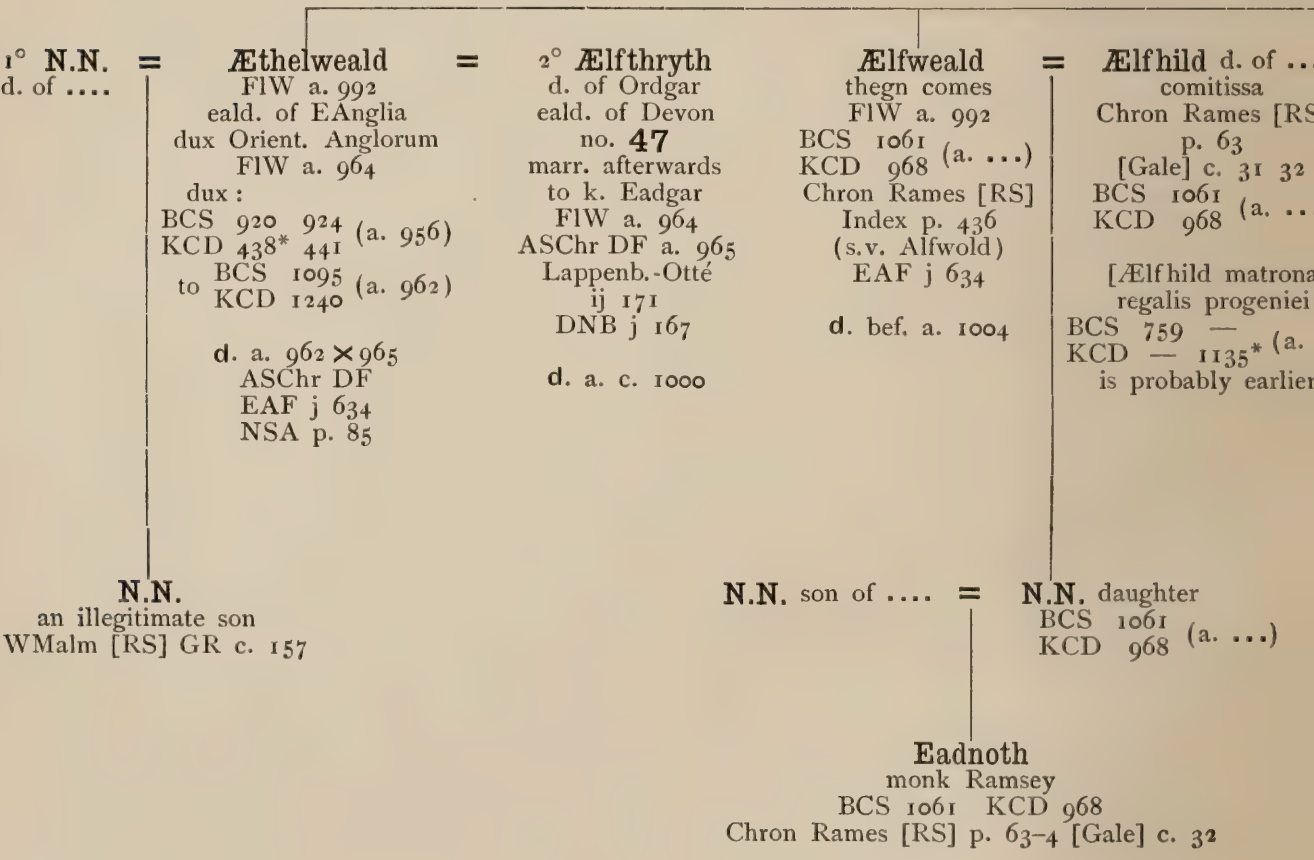 1° N.N. =
d. of ....
Æthelweald =
FlW a. 992
eald. of EAnglia
dux Orient. Anglorum
FlW a. 964
dux :
BCS 920 924
KCD 438* 441 (a. 956)
to BCS 1095
KCD 1240 (a. 962)
d. a. 962 × 965
ASChr DF
EAF j 634
NSA p. 85
2° Ælfthryth
d. of Ordgar
eald. of Devon
no. 47
marr. afterwards
to k. Eadgar
FlW a. 964
ASChr DF a. 965
Lappenb.-Otté
ij 171
DNB j 167
d. a. c. 1000
Ælfweald =
thegn comes
FlW a. 992
BCS 1061
KCD 968 (a. ...)
Chron Rames [RS]
Index p. 436
(s.v. Alfwold)
EAF j 634
d. bef. a. 1004
Ælfhild d. of ..
comitissa
Chron Rames [RS
p. 63
[Gale] c. 31 32
BCS 1061
KCD 968 (a. ..
[Ælfhild matrona
regalis progeniei
BCS 759 —
KCD — 1135* (a.
is probably earlier
N.N.
an illegitimate son
WMalm [RS] GR c. 157
N.N. son of .... =
N.N. daughter
BCS 1061
KCD 968 (a. ...)
Eadnoth
monk Ramsey
BCS 1061 KCD 968
Chron Rames [RS] p. 63–4 [Gale] c. 32